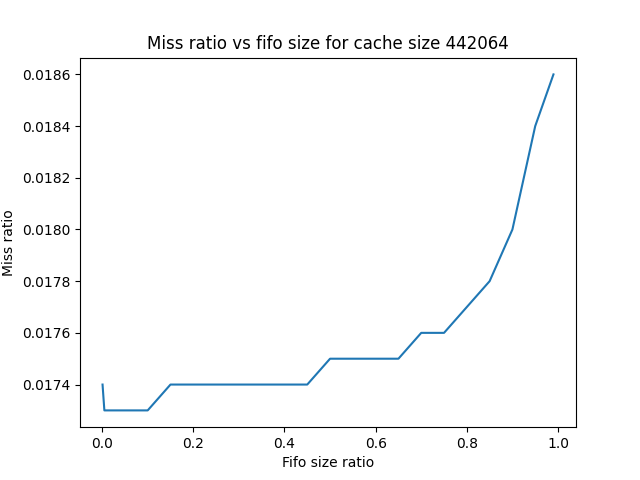 Miss ratio vs fifo size for cache size 442064
0.0186
0.0184
0.0182
0.0180
0.0178
0.0176
0.0174
Miss ratio
0.0 0.2 0.4 0.6 0.8 1.0
Fifo size ratio